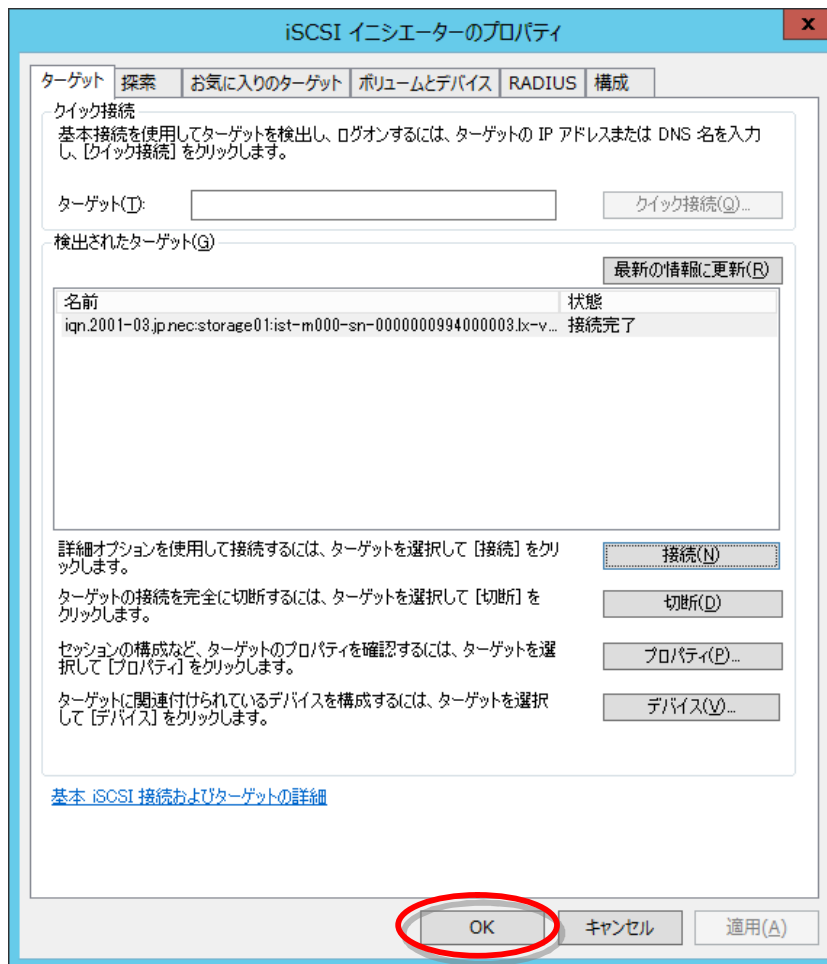 iSCSI イニシエーターのプロパティ
x
ターゲット 探索 お気に入りのターゲット ボリュームとデバイス RADIUS 構成
クイック接続
基本接続を使用してターゲットを検出し、ログオンするには、ターゲットの IP アドレスまたは DNS 名を入力
し、[クイック接続] をクリックします。
ターゲット(T): クイック接続(Q)...
検出されたターゲット(G)
最新の情報に更新(R)
名前 状態
iqn.2001-03.jp.nec:storage01:ist-m000-sn-0000000994000003.lx-v... 接続完了
詳細オプションを使用して接続するには、ターゲットを選択して [接続] をクリ
ックします。
接続(N)
ターゲットの接続を完全に切断するには、ターゲットを選択して [切断] を
クリックします。
切断(D)
セッションの構成など、ターゲットのプロパティを確認するには、ターゲットを選
択して [プロパティ] をクリックします。
プロパティ(P)...
ターゲットに関連付けられているデバイスを構成するには、ターゲットを選択
して [デバイス] をクリックします。
デバイス(V)...
基本 iSCSI 接続およびターゲットの詳細
OK キャンセル 適用(A)